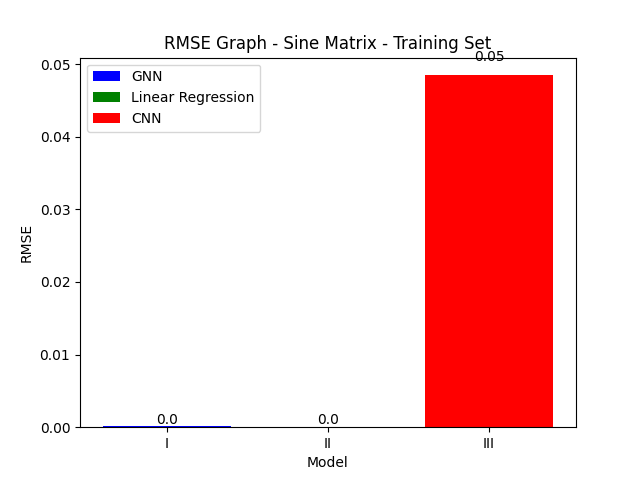 RMSE Graph - Sine Matrix - Training Set
0.05
0.05
GNN
Linear Regression
CNN
0.04
0.03
RMSE
0.02
0.01
0.00
0.0
0.0
I
II
III
Model